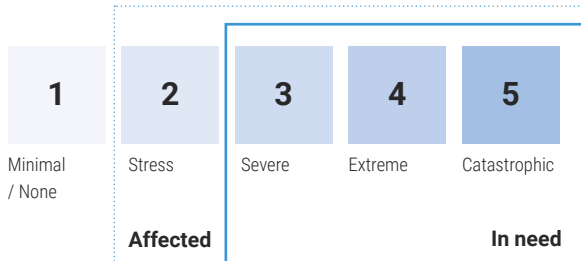 1 2 3 4 5
Minimal / None
Stress
Severe
Extreme
Catastrophic
Affected
In need